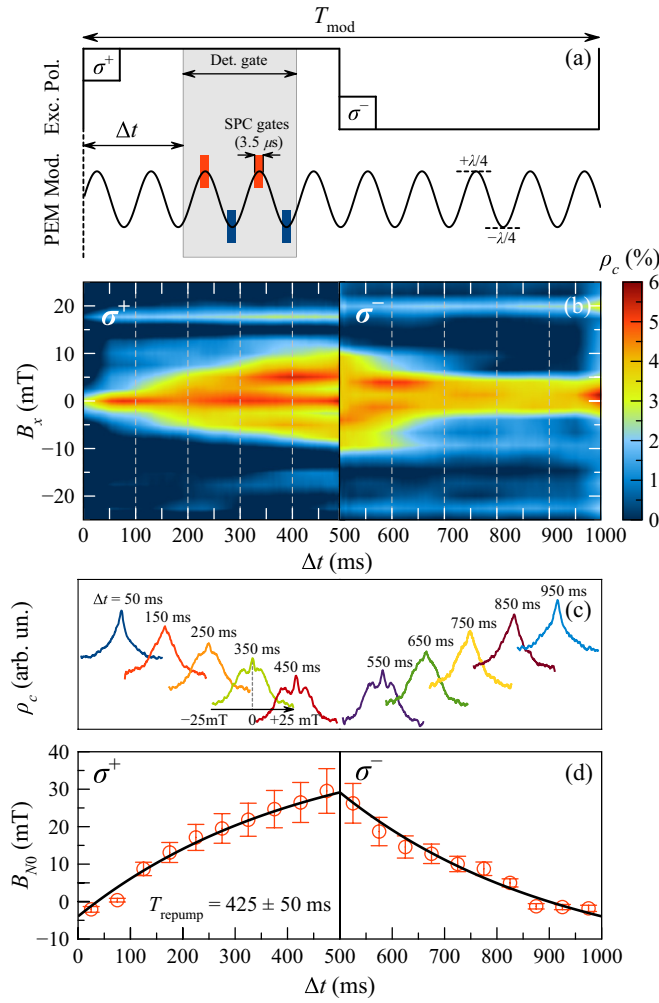 T_mod
(a)
Exc. Pol.
σ+
Det. gate
σ−
Δt
SPC gates
(3.5 μs)
PEM Mod.
+λ/4
−λ/4
ρ_c (%)
σ+
σ−
(b)
B_x (mT)
20
10
0
−10
−20
6
5
4
3
2
1
0
0 100 200 300 400 500 600 700 800 900 1000
Δt (ms)
(c)
ρ_c (arb. un.)
Δt = 50 ms
150 ms
250 ms
350 ms
450 ms
550 ms
650 ms
750 ms
850 ms
950 ms
−25mT 0 +25 mT
σ+
σ−
(d)
B_N0 (mT)
40
30
20
10
0
−10
T_repump = 425 ± 50 ms
0 100 200 300 400 500 600 700 800 900 1000
Δt (ms)